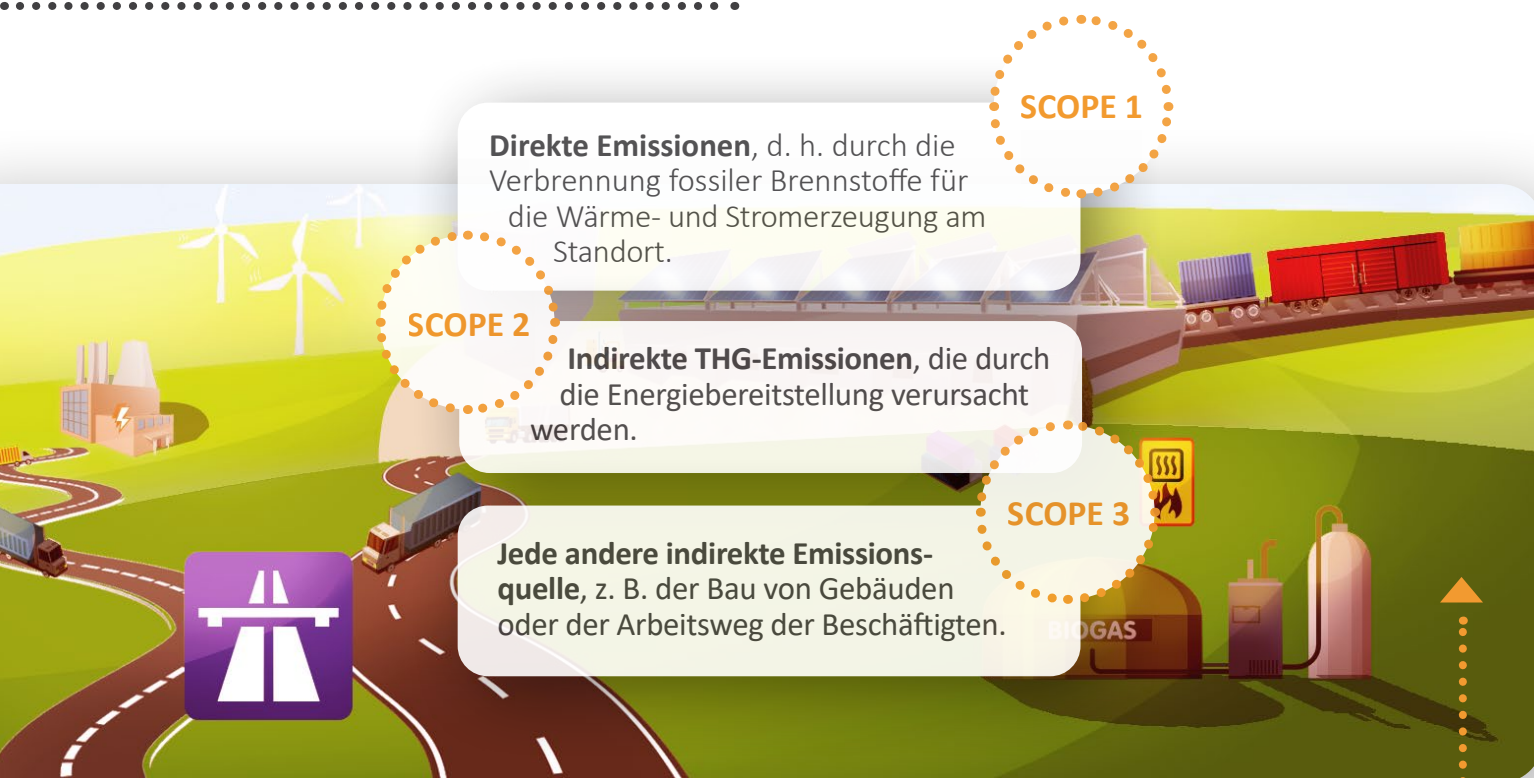 SCOPE 1
Direkte Emissionen, d. h. durch die
Verbrennung fossiler Brennstoffe für
die Wärme- und Stromerzeugung am
Standort.
SCOPE 2
Indirekte THG-Emissionen, die durch
die Energiebereitstellung verursacht
werden.
SCOPE 3
Jede andere indirekte Emissions-
quelle, z. B. der Bau von Gebäuden
oder der Arbeitsweg der Beschäftigten.
BIOGAS